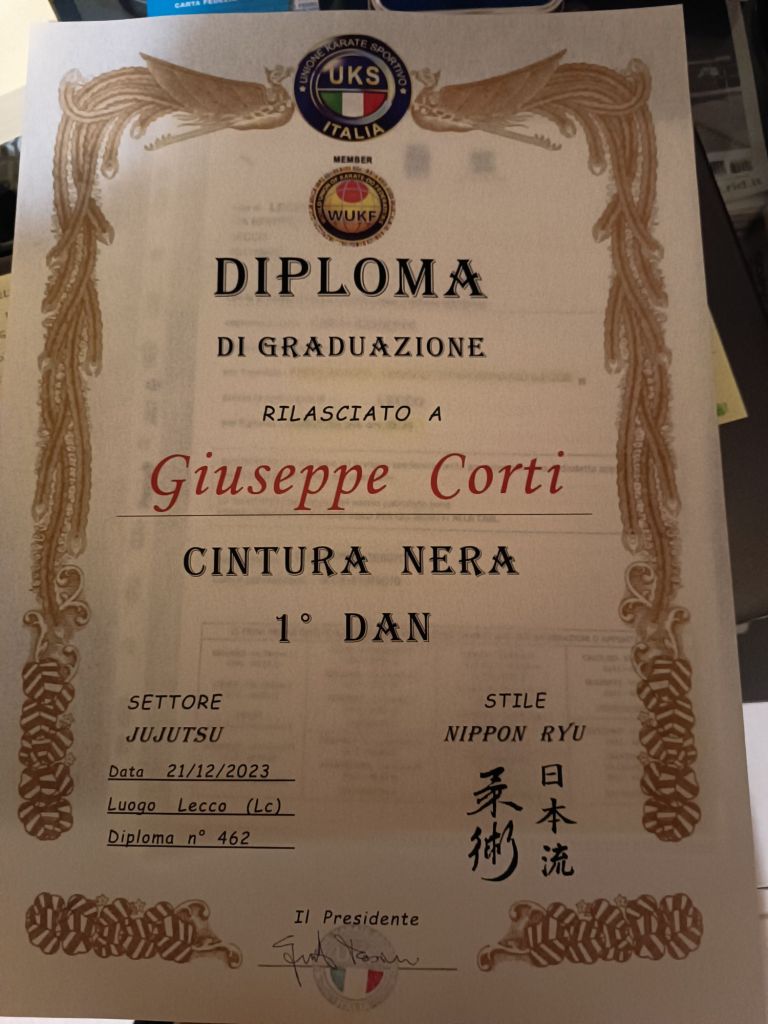 CARTA FEDE
UNIONE KARATE SPORTIVO
UKS
ITALIA
MEMBER
WUKF
DIPLOMA
DI GRADUAZIONE
RILASCIATO A
Giuseppe Corti
CINTURA NERA
1° DAN
SETTORE
JUJUTSU
Data 21/12/2023
Luogo Lecco (Lc)
Diploma n° 462
STILE
NIPPON RYU
日本流
柔術
Il Presidente